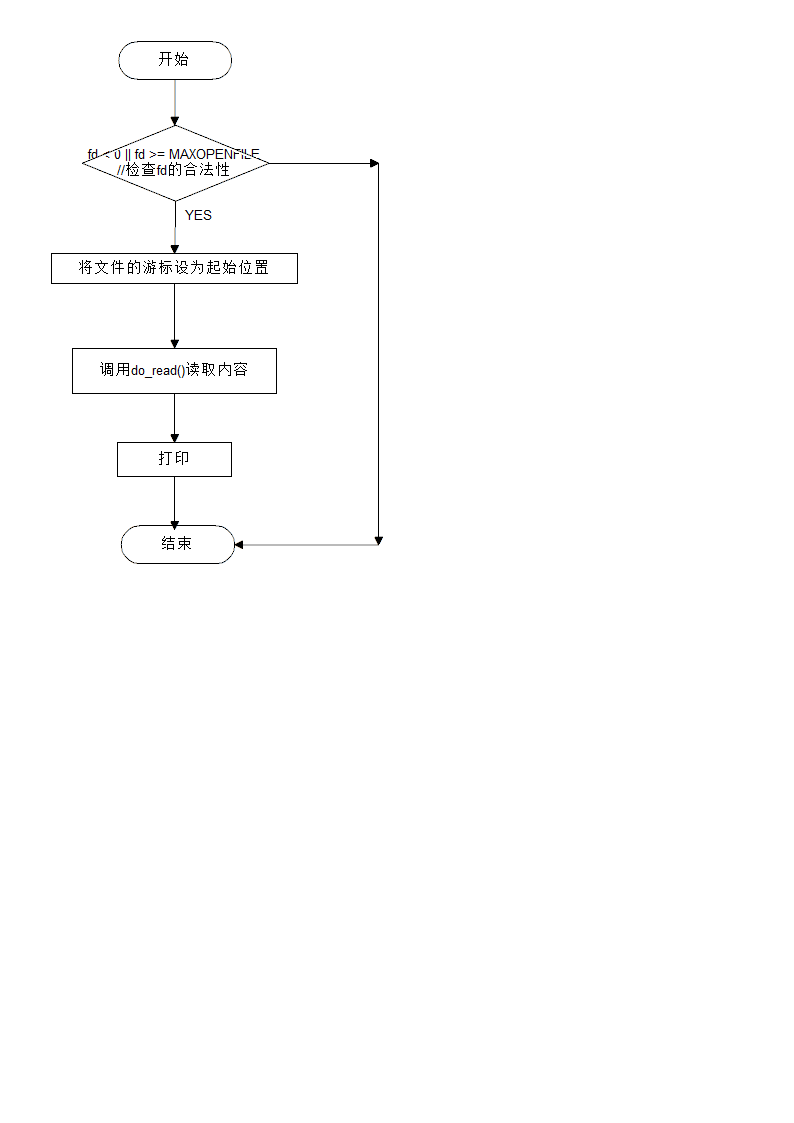 开始
fd < 0 || fd >= MAXOPENFILE
//检查fd的合法性
YES
将文件的游标设为起始位置
调用do_read()读取内容
打印
结束